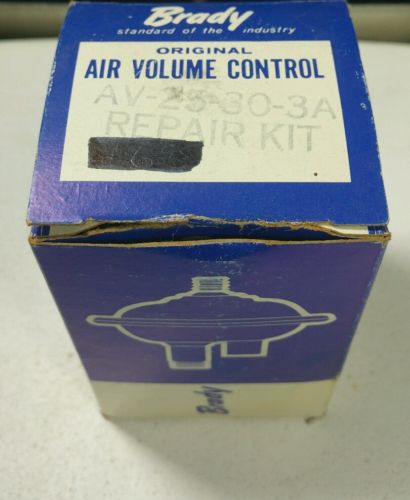 Brady
standard of the industry
ORIGINAL
AIR VOLUME CONTROL
AV-25-30-3A
REPAIR KIT
Brady